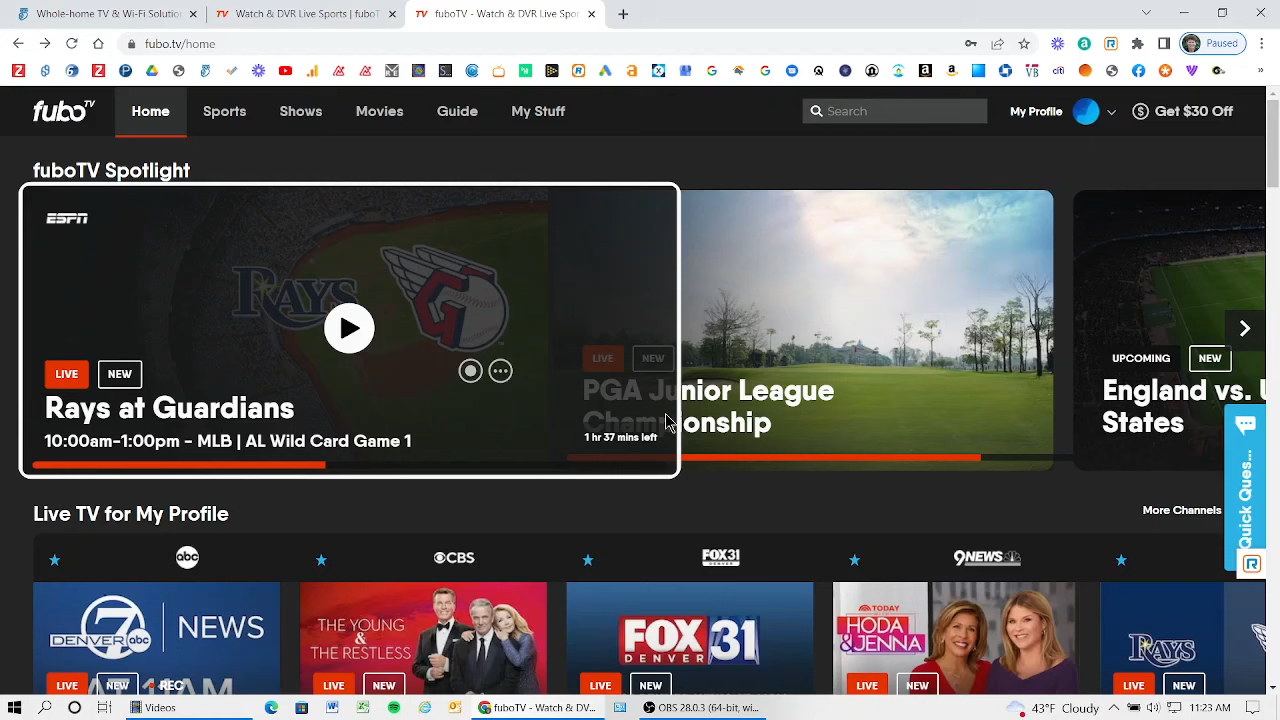 Whole-home TV Watching S
Watch Live Sports | fuboT
fuboTV - Watch & DVR Live Spor
fubo.tv/home
Paused
citi
fubo TV
Home
Sports
Shows
Movies
Guide
My Stuff
Search
My Profile
Get $30 Off
fuboTV Spotlight
ESPN
RAYS
LIVE
NEW
Rays at Guardians
10:00am-1:00pm - MLB | AL Wild Card Game 1
LIVE
NEW
PGA Junior League
Championship
1 hr 37 mins left
UPCOMING
NEW
England vs. U
States
Quick Ques...
Live TV for My Profile
More Channels
abc
CBS
FOX31
DENVER
9NEWS
DENVER 7 abc NEWS
LIVE
NEW
REC
THE YOUNG
&
THE RESTLESS
LIVE
NEW
FOX 31
DENVER
LIVE
NEW
TODAY
HODA
&JENNA
LIVE
NEW
RAYS
LIVE
NEW
Videos
fuboTV - Watch & DV...
OBS 28.0.3 (64-bit, wi...
43°F Cloudy
11:23 AM